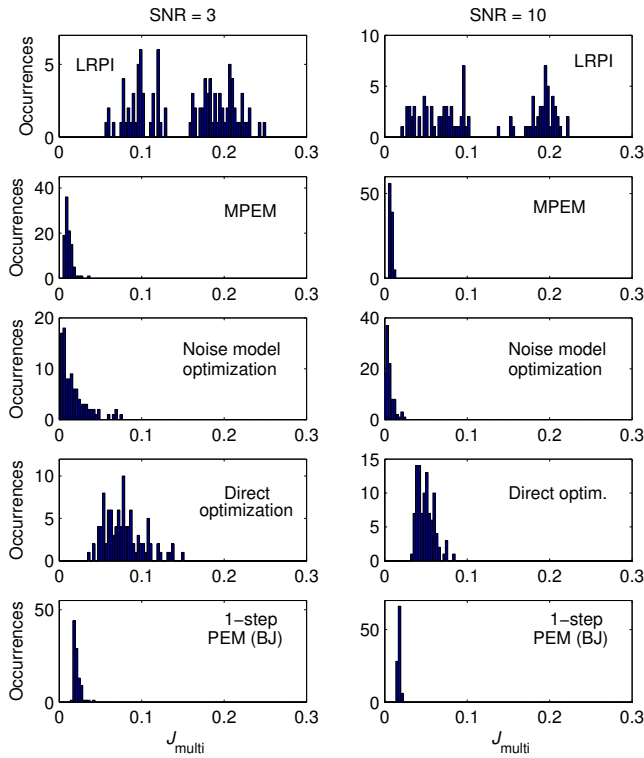 SNR = 3
SNR = 10
Occurrences
10
5
0
LRPI
0 0.1 0.2 0.3
10
5
0
LRPI
0 0.1 0.2 0.3
Occurrences
40
20
0
MPEM
0 0.1 0.2 0.3
50
0
MPEM
0 0.1 0.2 0.3
Occurrences
20
10
0
Noise model
optimization
0 0.1 0.2 0.3
40
20
0
Noise model
optimization
0 0.1 0.2 0.3
Occurrences
10
5
0
Direct
optimization
0 0.1 0.2 0.3
15
10
5
0
Direct optim.
0 0.1 0.2 0.3
Occurrences
50
0
1−step
PEM (BJ)
0 0.1 0.2 0.3
J multi
50
0
1−step
PEM (BJ)
0 0.1 0.2 0.3
J multi